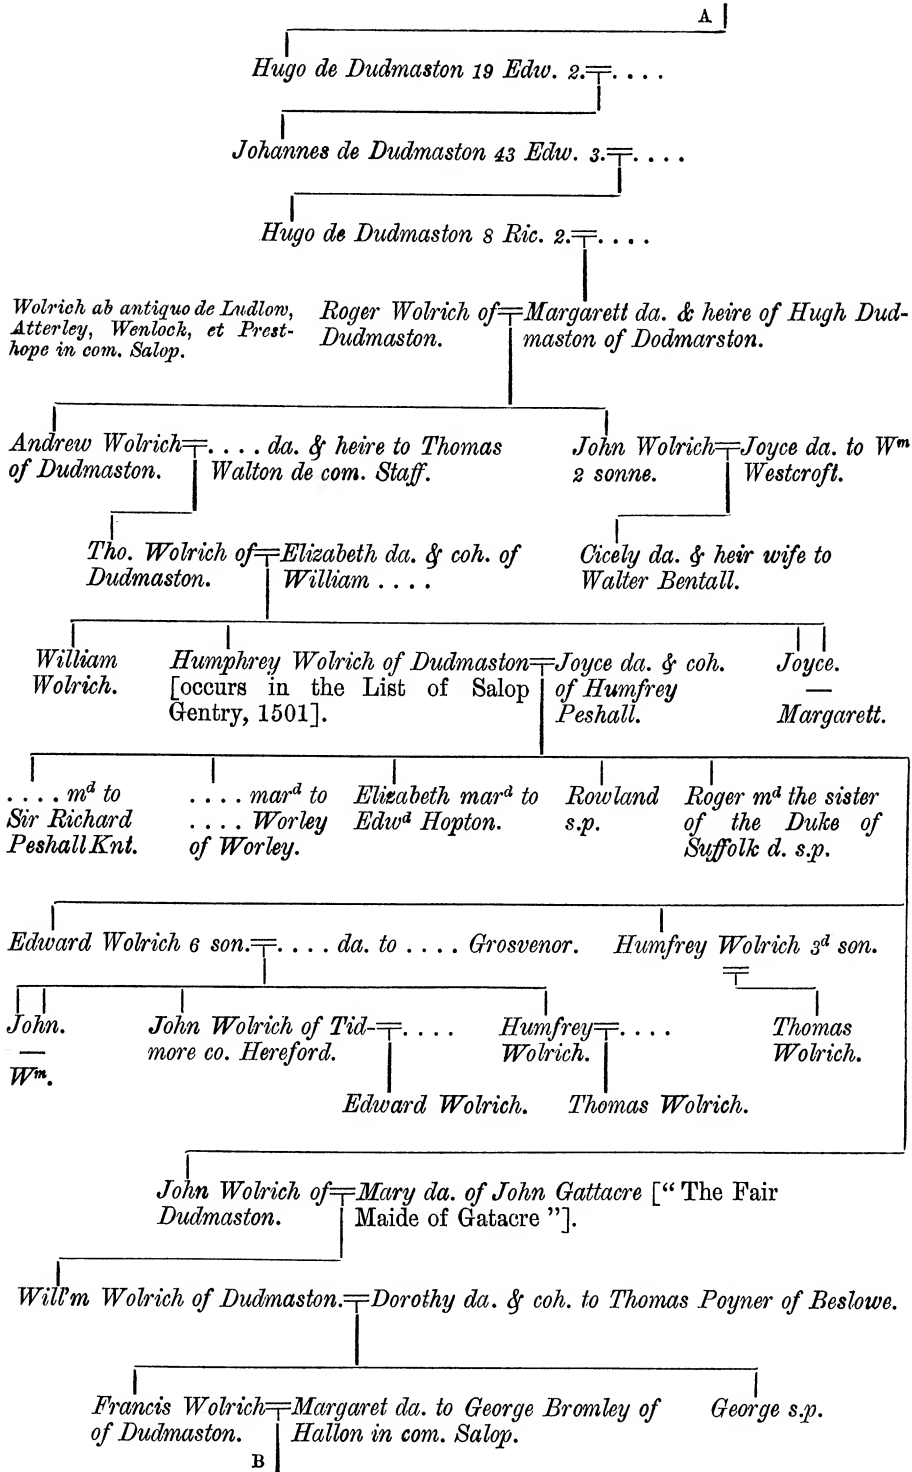 A
Hugo de Dudmaston 19 Edw. 2.╤. . . .
Johannes de Dudmaston 43 Edw. 3.╤. . . .
Hugo de Dudmaston 8 Ric. 2.╤. . . .
Wolrich ab antiquo de Ludlow,
Atterley, Wenlock, et Prest-
hope in com. Salop.
Roger Wolrich of╤Margarett da. & heire of Hugh Dud-
Dudmaston. maston of Dodmarston.
Andrew Wolrich╤. . . . da. & heire to Thomas
of Dudmaston. Walton de com. Staff.
John Wolrich╤Joyce da. to Wm
2 sonne. Westcroft.
Tho. Wolrich of╤Elizabeth da. & coh. of
Dudmaston. William . . . .
Cicely da. & heir wife to
Walter Bentall.
William
Wolrich.
Humphrey Wolrich of Dudmaston╤Joyce da. & coh.
[occurs in the List of Salop of Humfrey
Gentry, 1501]. Peshall.
Joyce.
—
Margarett.
. . . . md to
Sir Richard
Peshall Knt.
. . . . mard to
. . . . Worley
of Worley.
Elizabeth mard to
Edwd Hopton.
Rowland
s.p.
Roger md the sister
of the Duke of
Suffolk d. s.p.
Edward Wolrich 6 son.╤. . . . da. to . . . . Grosvenor.
Humfrey Wolrich 3d son.
╤
John.
—
Wm.
John Wolrich of Tid-╤. . . .
more co. Hereford.
Humfrey╤. . . .
Wolrich.
Thomas
Wolrich.
Edward Wolrich.
Thomas Wolrich.
John Wolrich of╤Mary da. of John Gattacre [“ The Fair
Dudmaston. Maide of Gatacre ”].
Will'm Wolrich of Dudmaston.╤Dorothy da. & coh. to Thomas Poyner of Beslowe.
Francis Wolrich╤Margaret da. to George Bromley of
of Dudmaston. Hallon in com. Salop.
George s.p.
B